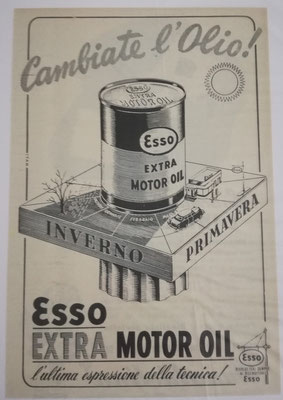 Cambiate l'Olio!
EXTRA
MOTOR OIL
Esso
EXTRA
MOTOR OIL
INVERNO
PRIMAVERA
Esso
EXTRA MOTOR OIL
l'ultima espressione della tecnica!
Esso
Esso